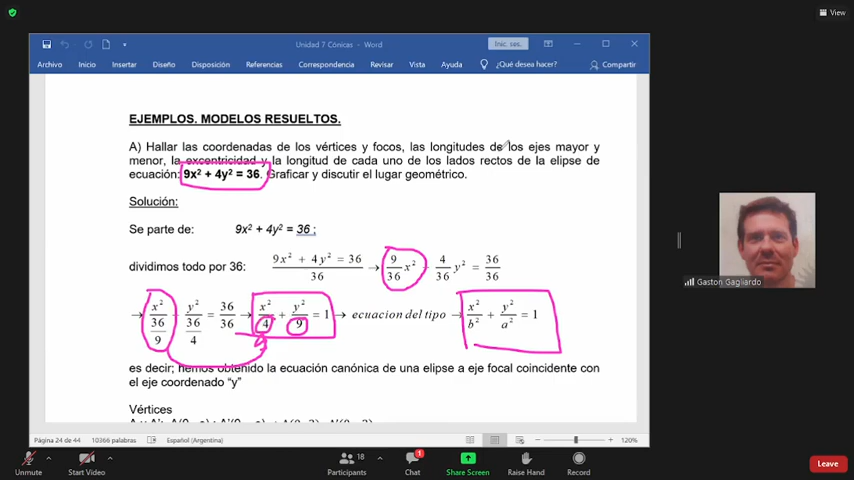 View
Unidad 7 Cónicas - Word
Inic. ses.
Archivo Inicio Insertar Diseño Disposición Referencias Correspondencia Revisar Vista Ayuda ¿Qué desea hacer? Compartir
EJEMPLOS. MODELOS RESUELTOS.
A) Hallar las coordenadas de los vértices y focos, las longitudes de los ejes mayor y
menor, la excentricidad y la longitud de cada uno de los lados rectos de la elipse de
ecuación: 9x² + 4y² = 36. Graficar y discutir el lugar geométrico.
Solución:
Se parte de: 9x² + 4y² = 36 ;
dividimos todo por 36: (9x² + 4y² = 36)/36 → 9/36 x² + 4/36 y² = 36/36
→ x²/(36/9) + y²/(36/4) = 36/36 → x²/4 + y²/9 = 1 → ecuacion del tipo → x²/b² + y²/a² = 1
es decir; hemos obtenido la ecuación canónica de una elipse a eje focal coincidente con
el eje coordenado “y”
Vértices
Gaston Gagliardo
Página 24 de 44 10366 palabras Español (Argentina) 120%
Unmute Start Video Participants 18 Chat 1 Share Screen Raise Hand Record Leave